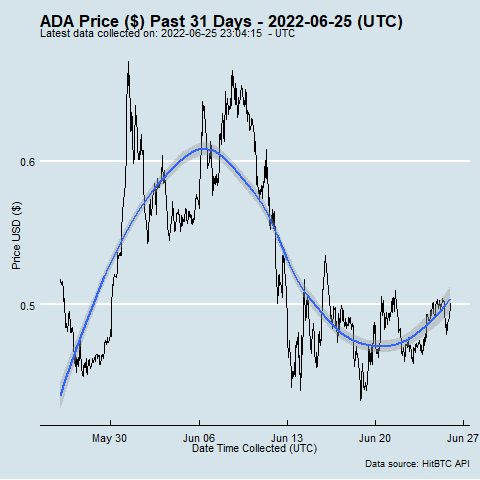 ADA Price ($) Past 31 Days - 2022-06-25 (UTC)
Latest data collected on: 2022-06-25 23:04:15  - UTC
0.6
Price USD ($)
0.5
May 30 Jun 06 Jun 13 Jun 20 Jun 27
Date Time Collected (UTC)
Data source: HitBTC API